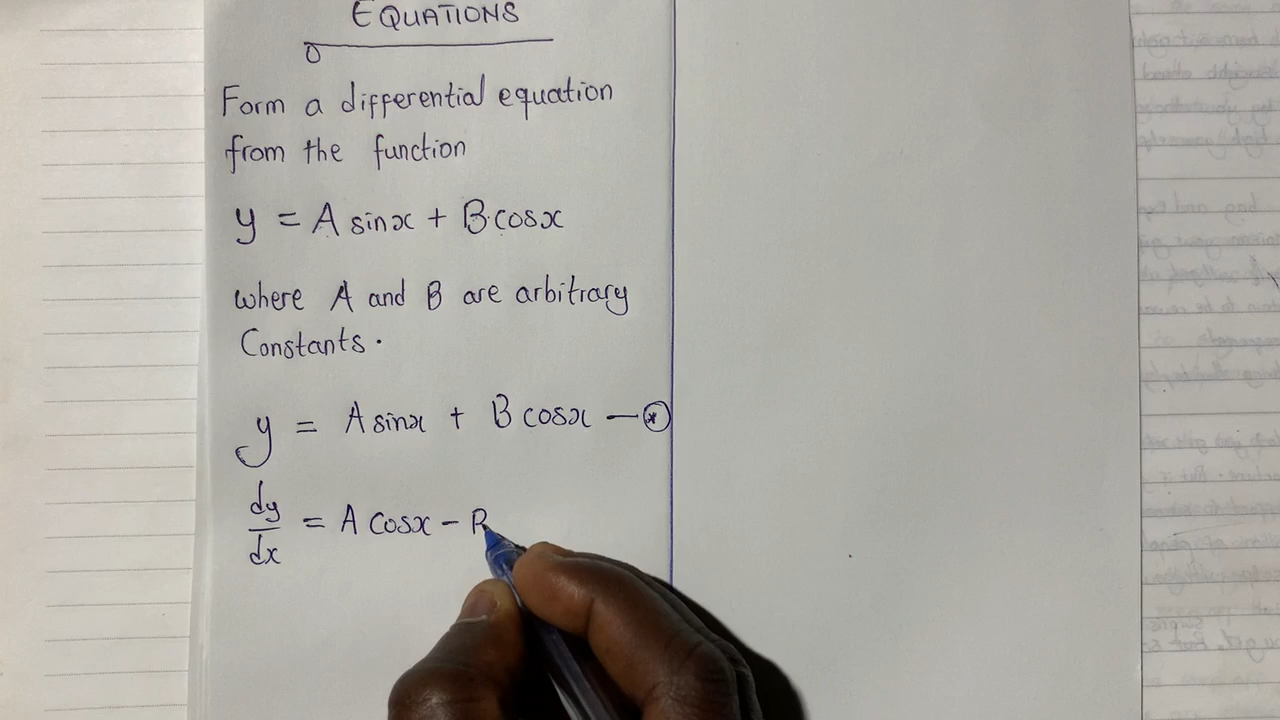 EQUATIONS
Form a differential equation
from the function
y = A sinx + B cosx
where A and B are arbitrary
Constants.
y = A sinx + B cosx — ⊛
dy/dx = A cosx - B